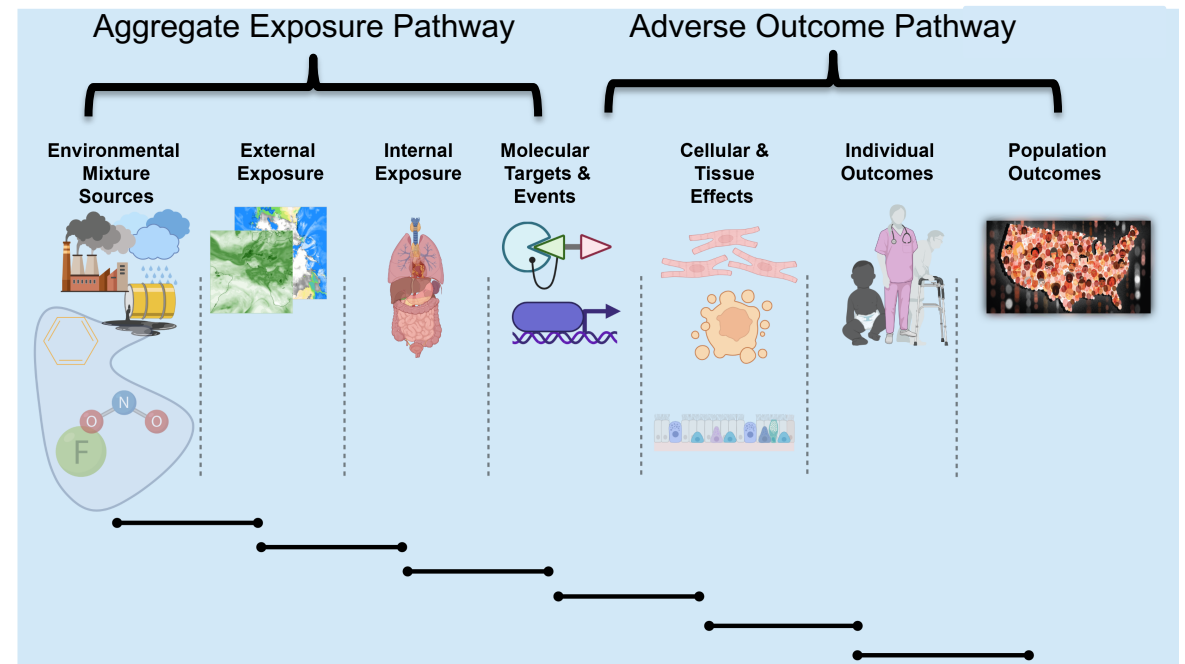 Aggregate Exposure Pathway
Adverse Outcome Pathway
Environmental
Mixture
Sources
External
Exposure
Internal
Exposure
Molecular
Targets &
Events
Cellular &
Tissue
Effects
Individual
Outcomes
Population
Outcomes
N
O
O
F